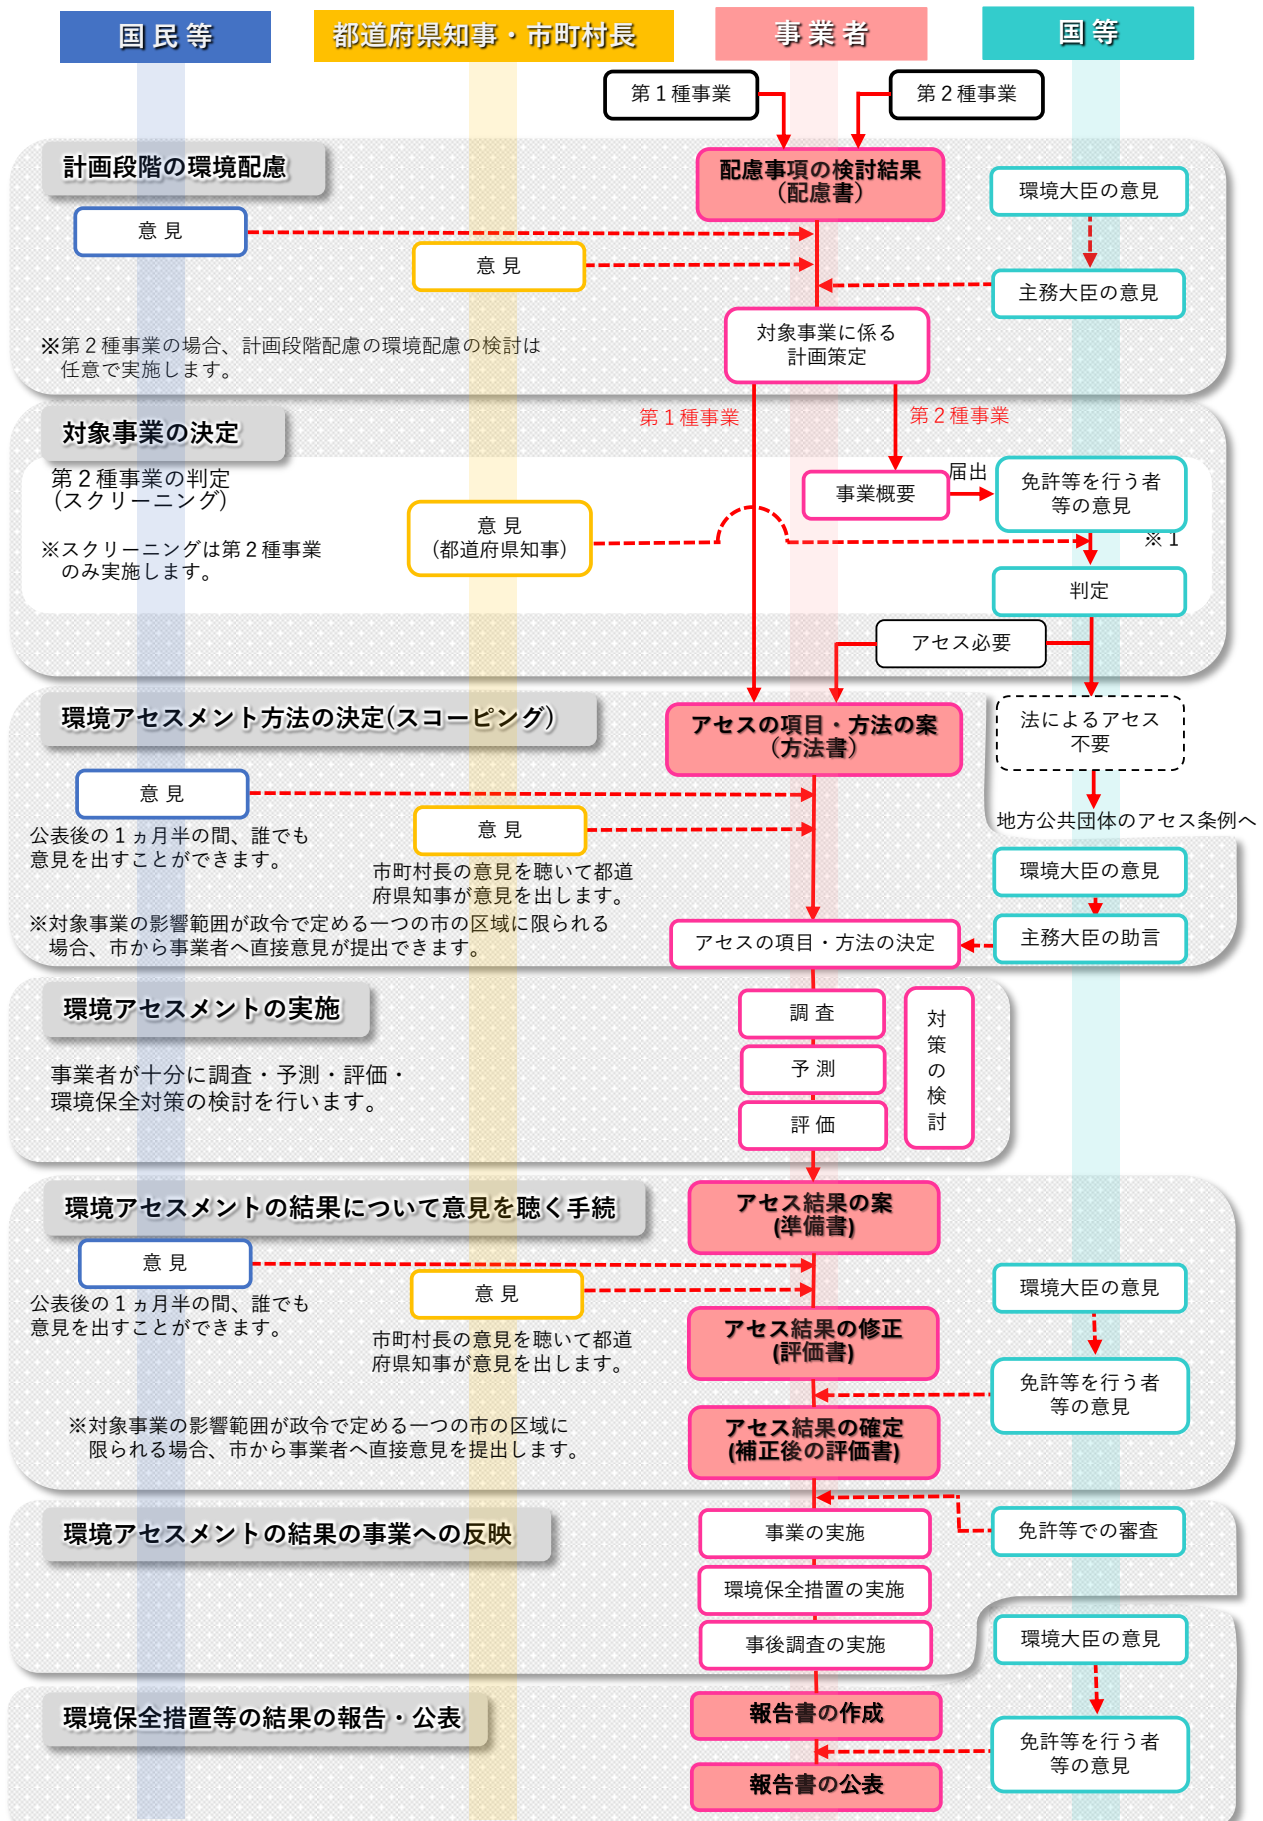 国民等
都道府県知事・市町村長
事業者
国等
第1種事業
第2種事業
計画段階の環境配慮
配慮事項の検討結果
（配慮書）
環境大臣の意見
意見
意見
主務大臣の意見
対象事業に係る
計画策定
※第2種事業の場合、計画段階配慮の環境配慮の検討は
任意で実施します。
第1種事業
第2種事業
対象事業の決定
第2種事業の判定
（スクリーニング）
※スクリーニングは第2種事業
のみ実施します。
意見
（都道府県知事）
事業概要
届出
免許等を行う者
等の意見
※1
判定
アセス必要
環境アセスメント方法の決定(スコーピング)
アセスの項目・方法の案
（方法書）
法によるアセス
不要
地方公共団体のアセス条例へ
意見
公表後の1ヵ月半の間、誰でも
意見を出すことができます。
意見
市町村長の意見を聴いて都道
府県知事が意見を出します。
※対象事業の影響範囲が政令で定める一つの市の区域に限られる
場合、市から事業者へ直接意見が提出できます。
環境大臣の意見
主務大臣の助言
アセスの項目・方法の決定
環境アセスメントの実施
事業者が十分に調査・予測・評価・
環境保全対策の検討を行います。
調査
予測
評価
対策の検討
環境アセスメントの結果について意見を聴く手続
アセス結果の案
(準備書)
意見
公表後の1ヵ月半の間、誰でも
意見を出すことができます。
意見
市町村長の意見を聴いて都道
府県知事が意見を出します。
環境大臣の意見
アセス結果の修正
(評価書)
免許等を行う者
等の意見
※対象事業の影響範囲が政令で定める一つの市の区域に
限られる場合、市から事業者へ直接意見を提出します。
アセス結果の確定
(補正後の評価書)
環境アセスメントの結果の事業への反映
事業の実施
免許等での審査
環境保全措置の実施
事後調査の実施
環境大臣の意見
環境保全措置等の結果の報告・公表
報告書の作成
免許等を行う者
等の意見
報告書の公表